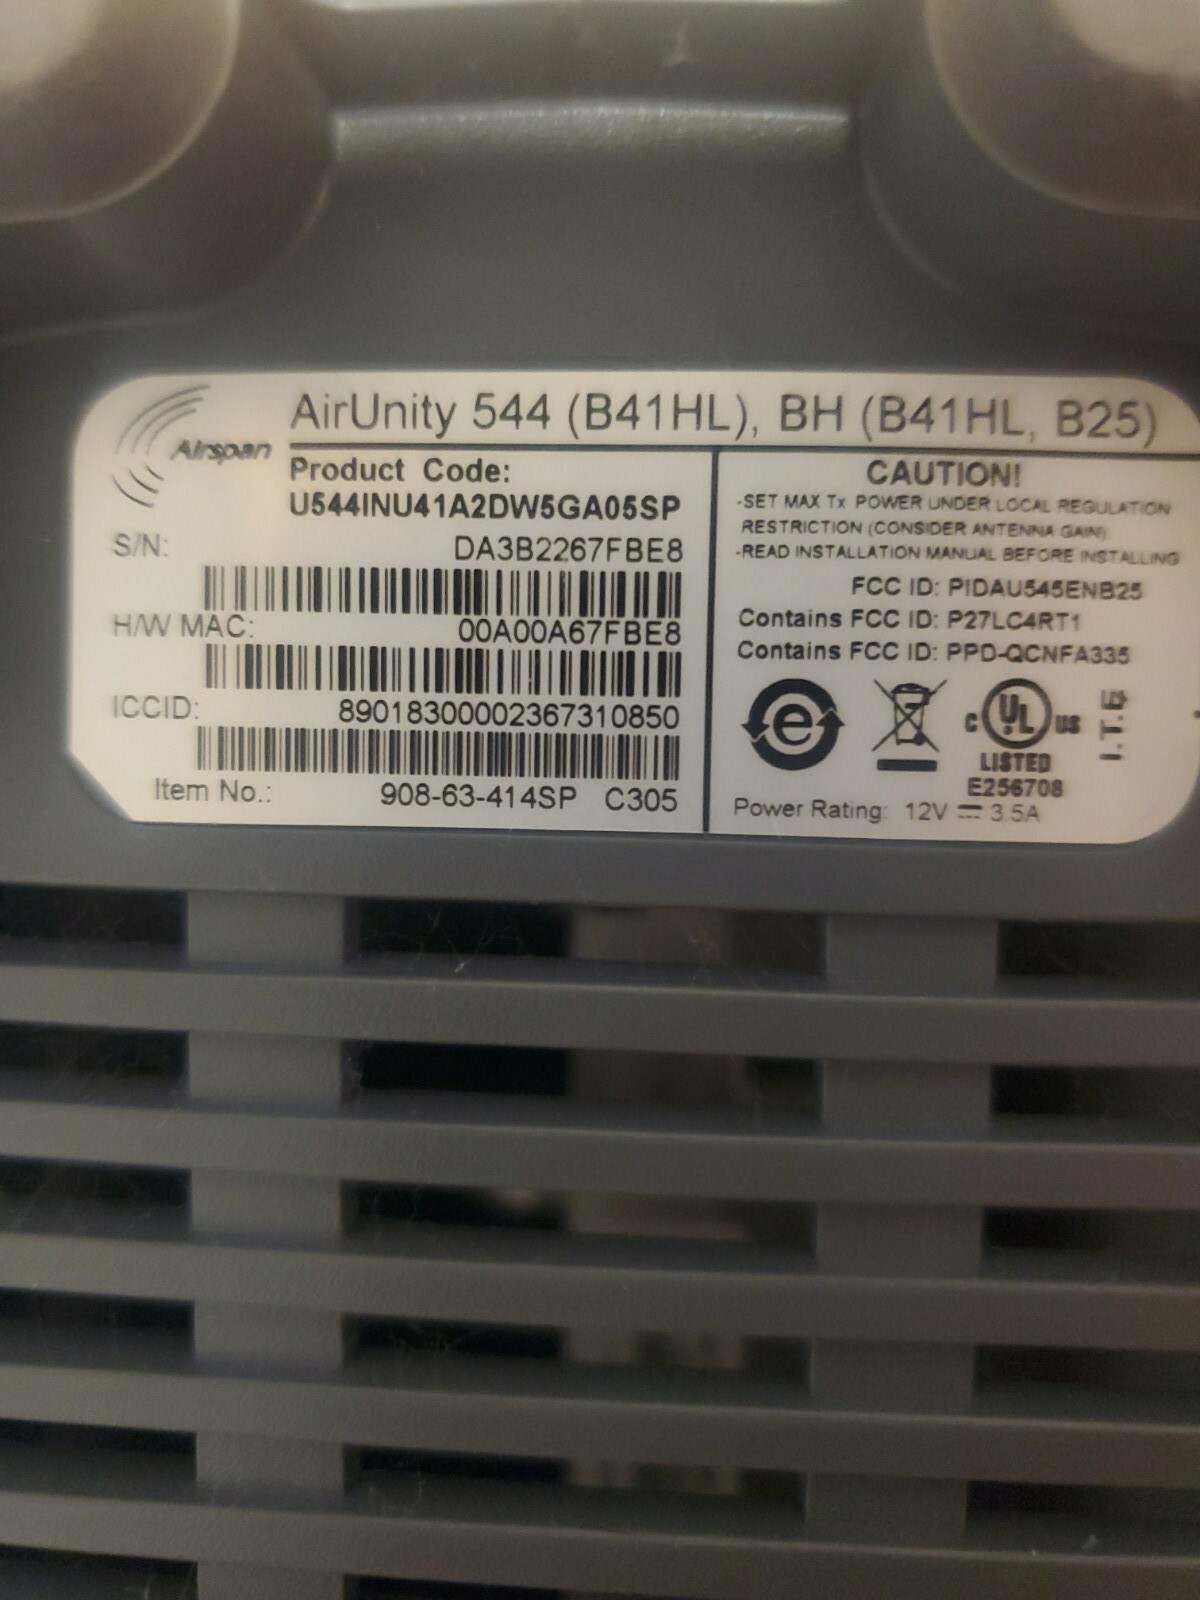 Airspan
AirUnity 544 (B41HL), BH (B41HL, B25)
Product Code:
U544INU41A2DW5GA05SP
S/N: DA3B2267FBE8
H/W MAC: 00A00A67FBE8
ICCID: 89018300002367310850
Item No.: 908-63-414SP C305
CAUTION!
-SET MAX Tx POWER UNDER LOCAL REGULATION
RESTRICTION (CONSIDER ANTENNA GAIN)
-READ INSTALLATION MANUAL BEFORE INSTALLING
FCC ID: PIDAU545ENB25
Contains FCC ID: P27LC4RT1
Contains FCC ID: PPD-QCNFA335
e
C UL US
LISTED
E256708
I.T.E
Power Rating: 12V ⎓ 3.5A